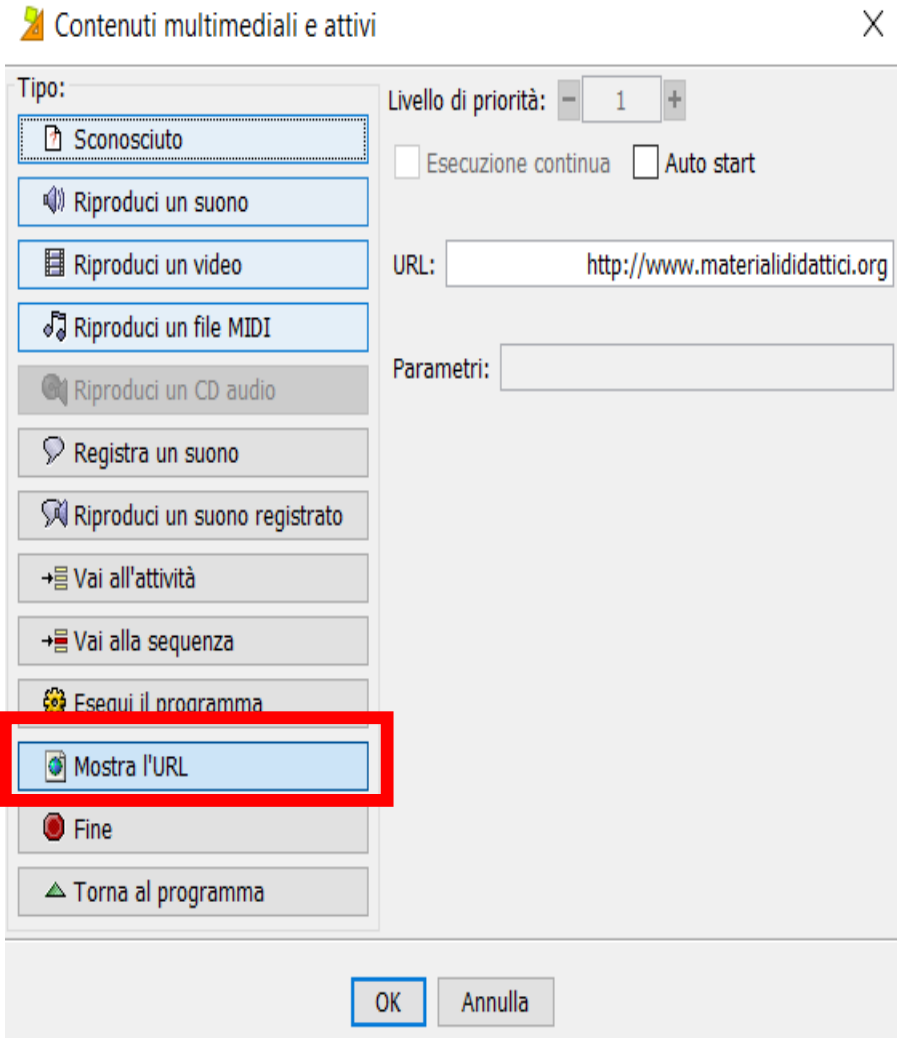 Contenuti multimediali e attivi
Tipo:
Sconosciuto
Riproduci un suono
Riproduci un video
Riproduci un file MIDI
Riproduci un CD audio
Registra un suono
Riproduci un suono registrato
Vai all'attività
Vai alla sequenza
Esegui il programma
Mostra l'URL
Fine
Torna al programma
Livello di priorità: - 1 +
Esecuzione continua Auto start
URL: http://www.materialididattici.org
Parametri:
OK Annulla